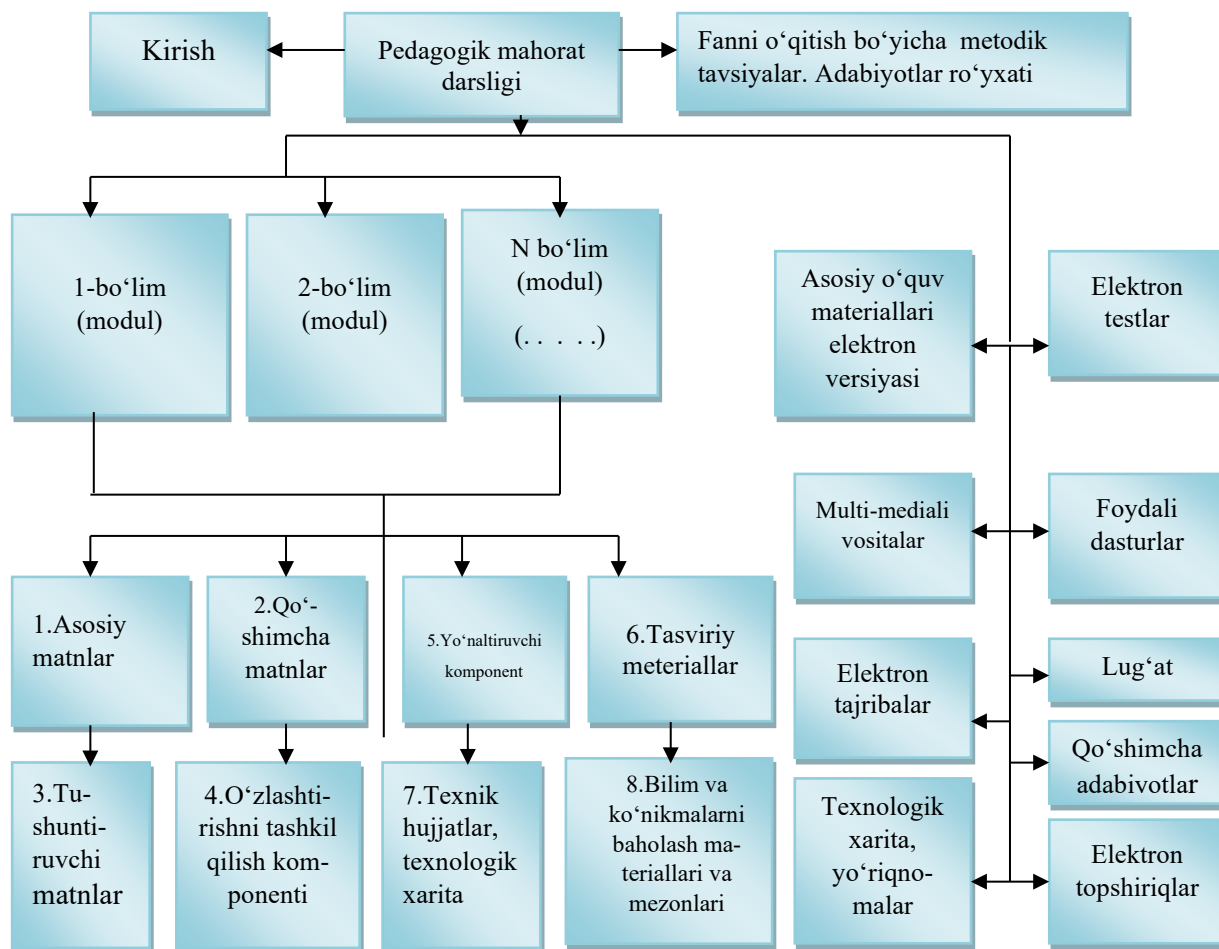 Kirish
Pedagogik mahorat
darsligi
Fanni o‘qitish bo‘yicha metodik
tavsiyalar. Adabiyotlar ro‘yxati
1-bo‘lim
(modul)
2-bo‘lim
(modul)
N bo‘lim
(modul)
(. . . . .)
Asosiy o‘quv
materiallari
elektron
versiyasi
Elektron
testlar
Multi-mediali
vositalar
Foydali
dasturlar
1.Asosiy
matnlar
2.Qo‘-
shimcha
matnlar
5.Yo‘naltiruvchi
komponent
6.Tasviriy
meteriallar
Elektron
tajribalar
Lug‘at
Qo‘shimcha
adabivotlar
3.Tu-
shunti-
ruvchi
matnlar
4.O‘zlashti-
rishni tashkil
qilish kom-
ponenti
7.Texnik
hujjatlar,
texnologik
xarita
8.Bilim va
ko‘nikmalarni
baholash ma-
teriallari va
mezonlari
Texnologik
xarita,
yo‘riqno-
malar
Elektron
topshiriqlar